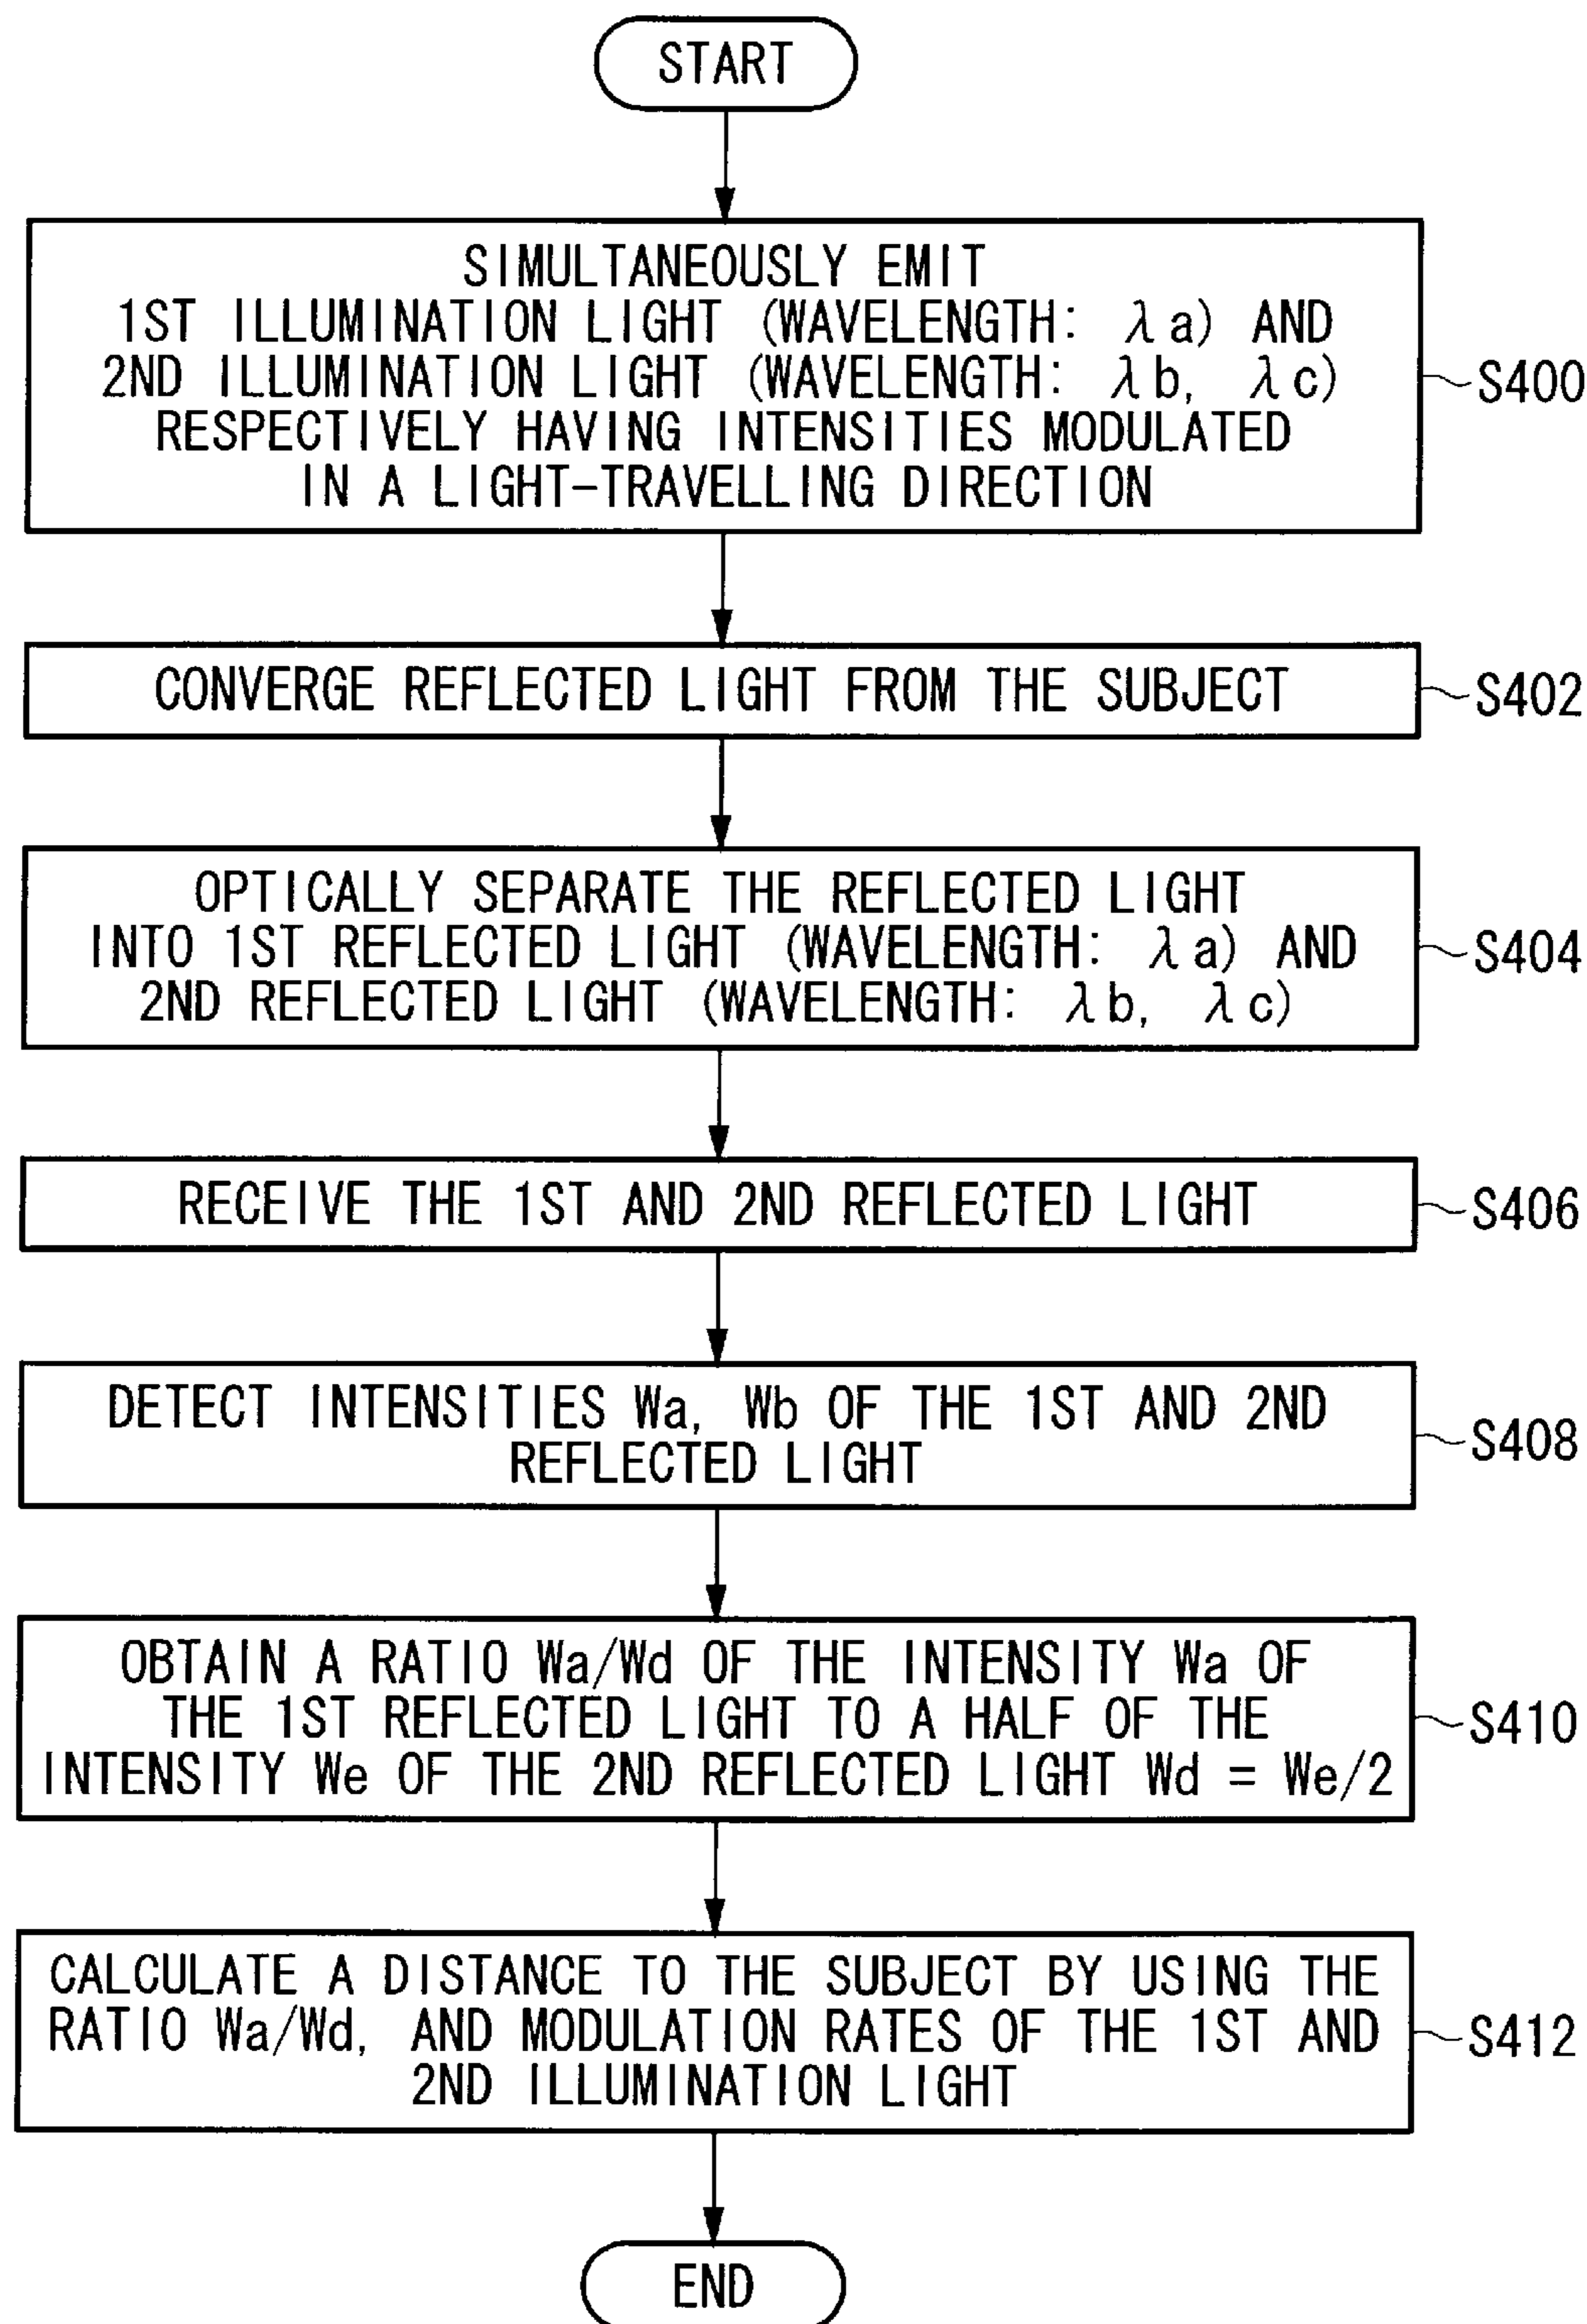 START
SIMULTANEOUSLY EMIT
1ST ILLUMINATION LIGHT (WAVELENGTH: λa) AND
2ND ILLUMINATION LIGHT (WAVELENGTH: λb, λc)
RESPECTIVELY HAVING INTENSITIES MODULATED
IN A LIGHT-TRAVELLING DIRECTION
S400
CONVERGE REFLECTED LIGHT FROM THE SUBJECT
S402
OPTICALLY SEPARATE THE REFLECTED LIGHT
INTO 1ST REFLECTED LIGHT (WAVELENGTH: λa) AND
2ND REFLECTED LIGHT (WAVELENGTH: λb, λc)
S404
RECEIVE THE 1ST AND 2ND REFLECTED LIGHT
S406
DETECT INTENSITIES Wa, Wb OF THE 1ST AND 2ND
REFLECTED LIGHT
S408
OBTAIN A RATIO Wa/Wd OF THE INTENSITY Wa OF
THE 1ST REFLECTED LIGHT TO A HALF OF THE
INTENSITY We OF THE 2ND REFLECTED LIGHT Wd = We/2
S410
CALCULATE A DISTANCE TO THE SUBJECT BY USING THE
RATIO Wa/Wd, AND MODULATION RATES OF THE 1ST AND
2ND ILLUMINATION LIGHT
S412
END